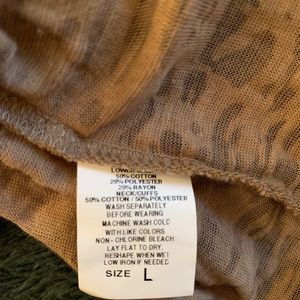 50% COTTON
25% POLYESTER
25% RAYON
NECK/CUFFS
50% COTTON / 50% POLYESTER
WASH SEPARATELY
BEFORE WEARING
MACHINE WASH COLD
WITH LIKE COLORS
NON - CHLORINE BLEACH
LAY FLAT TO DRY.
RESHAPE WHEN WET
LOW IRON IF NEEDED
SIZE L